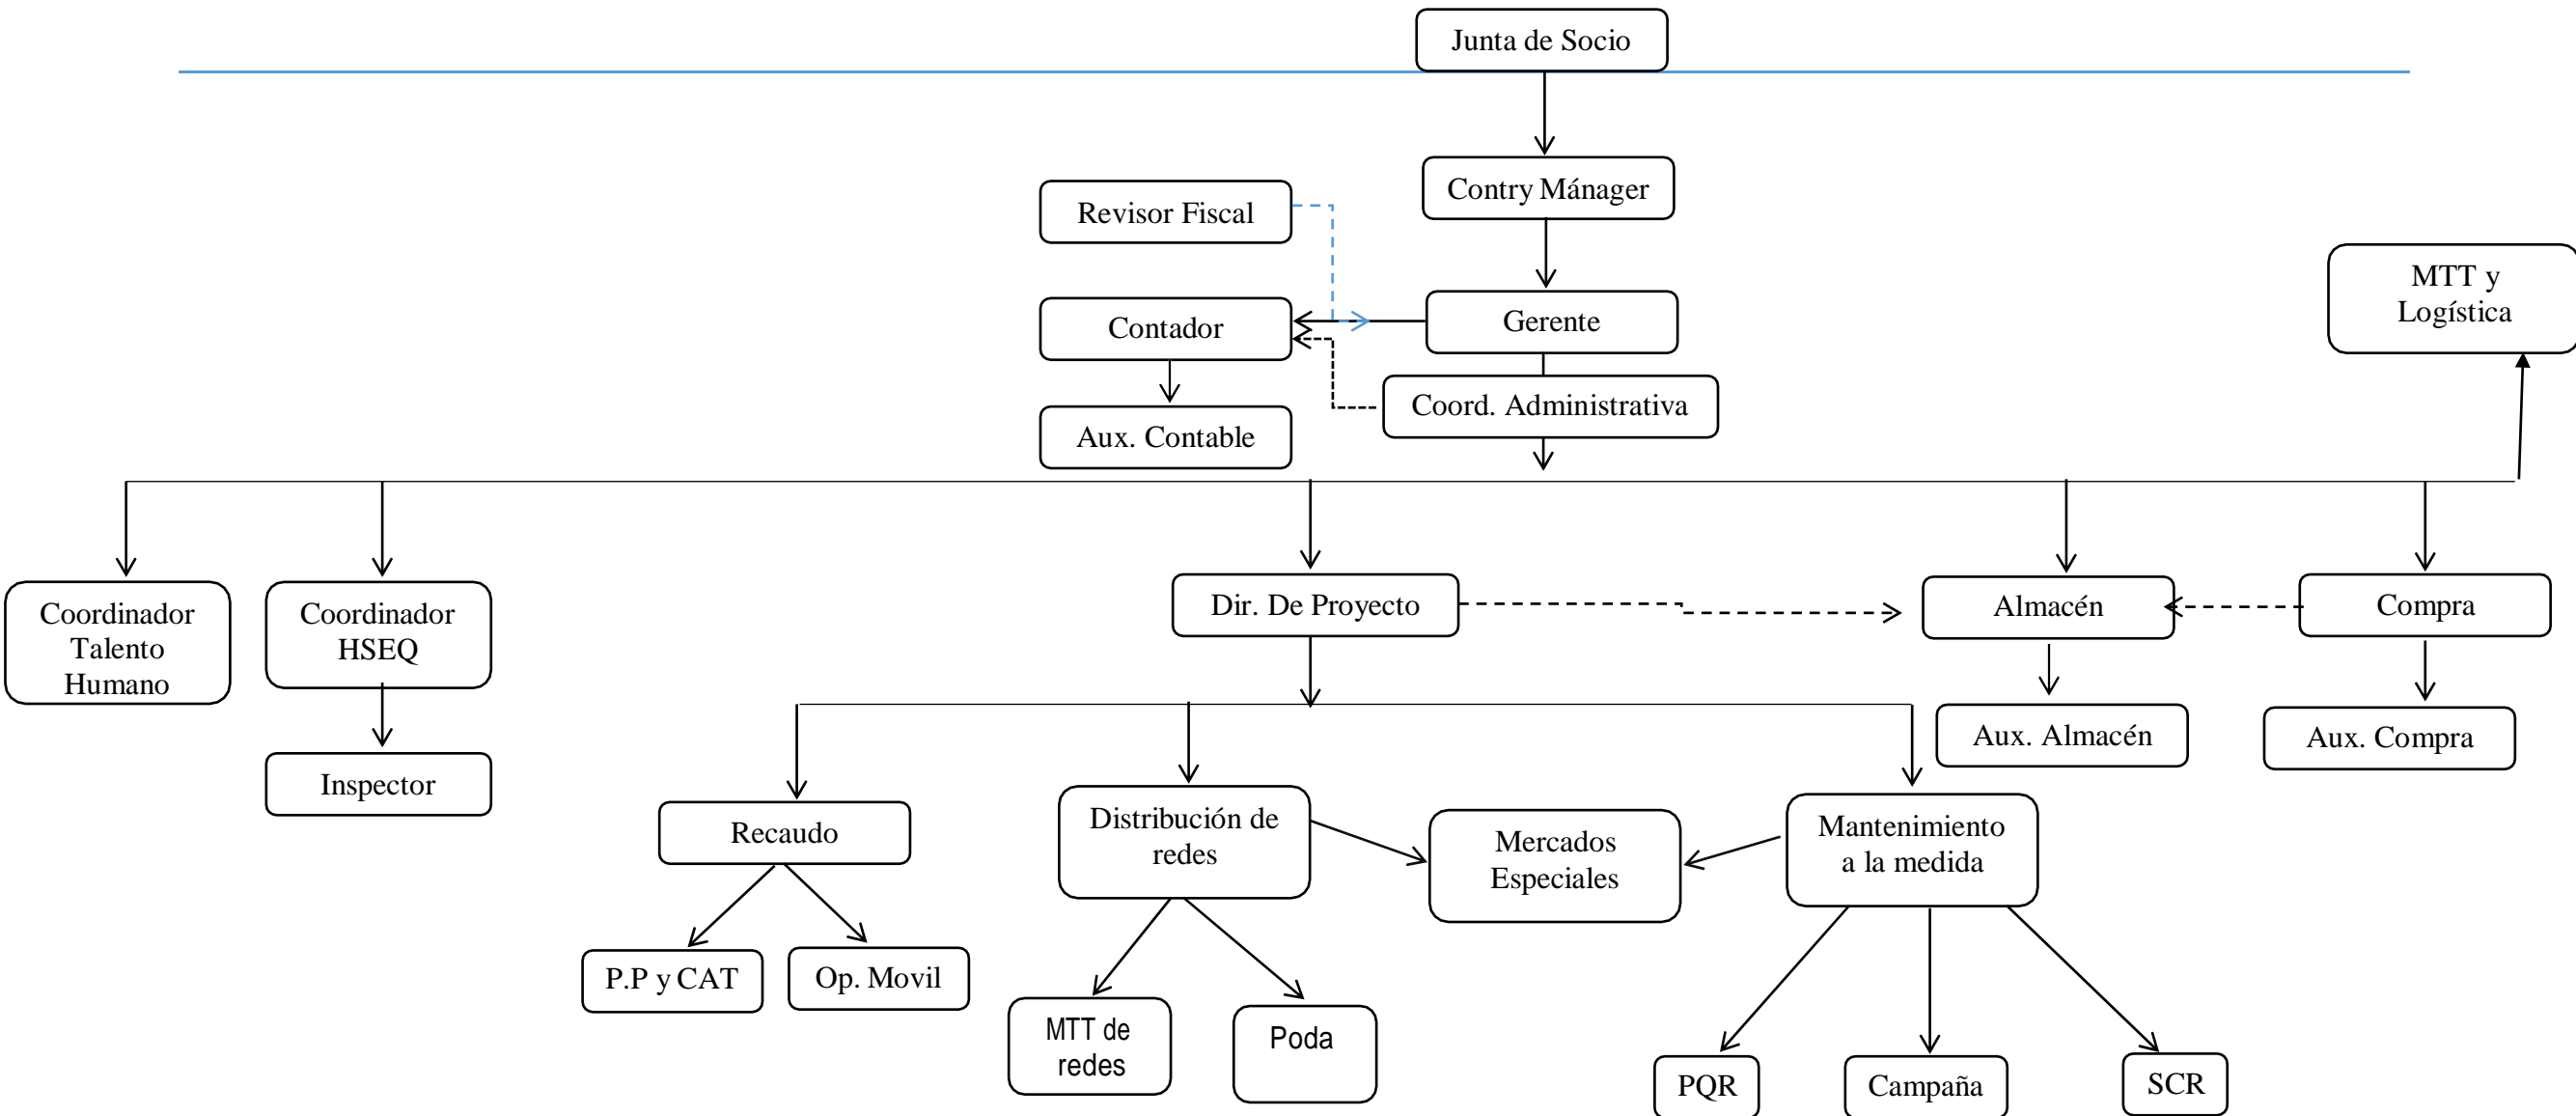 Junta de Socio
Contry Mánager
Revisor Fiscal
MTT y
Logística
Contador
Gerente
Coord. Administrativa
Aux. Contable
Coordinador
Talento
Humano
Coordinador
HSEQ
Dir. De Proyecto
Almacén
Compra
Inspector
Aux. Almacén
Aux. Compra
Recaudo
Distribución de
redes
Mercados
Especiales
Mantenimiento
a la medida
P.P y CAT
Op. Movil
MTT de
redes
Poda
PQR
Campaña
SCR